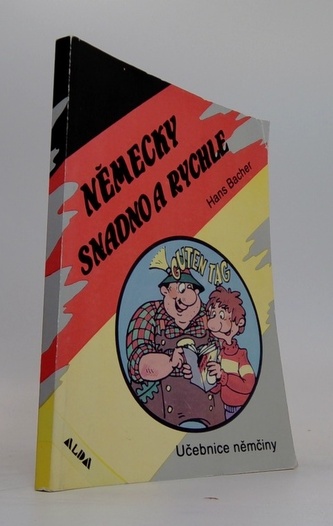 NĚMECKY
SNADNO A RYCHLE
Hans Bacher
GUTEN TAG
Učebnice němčiny
ALDA